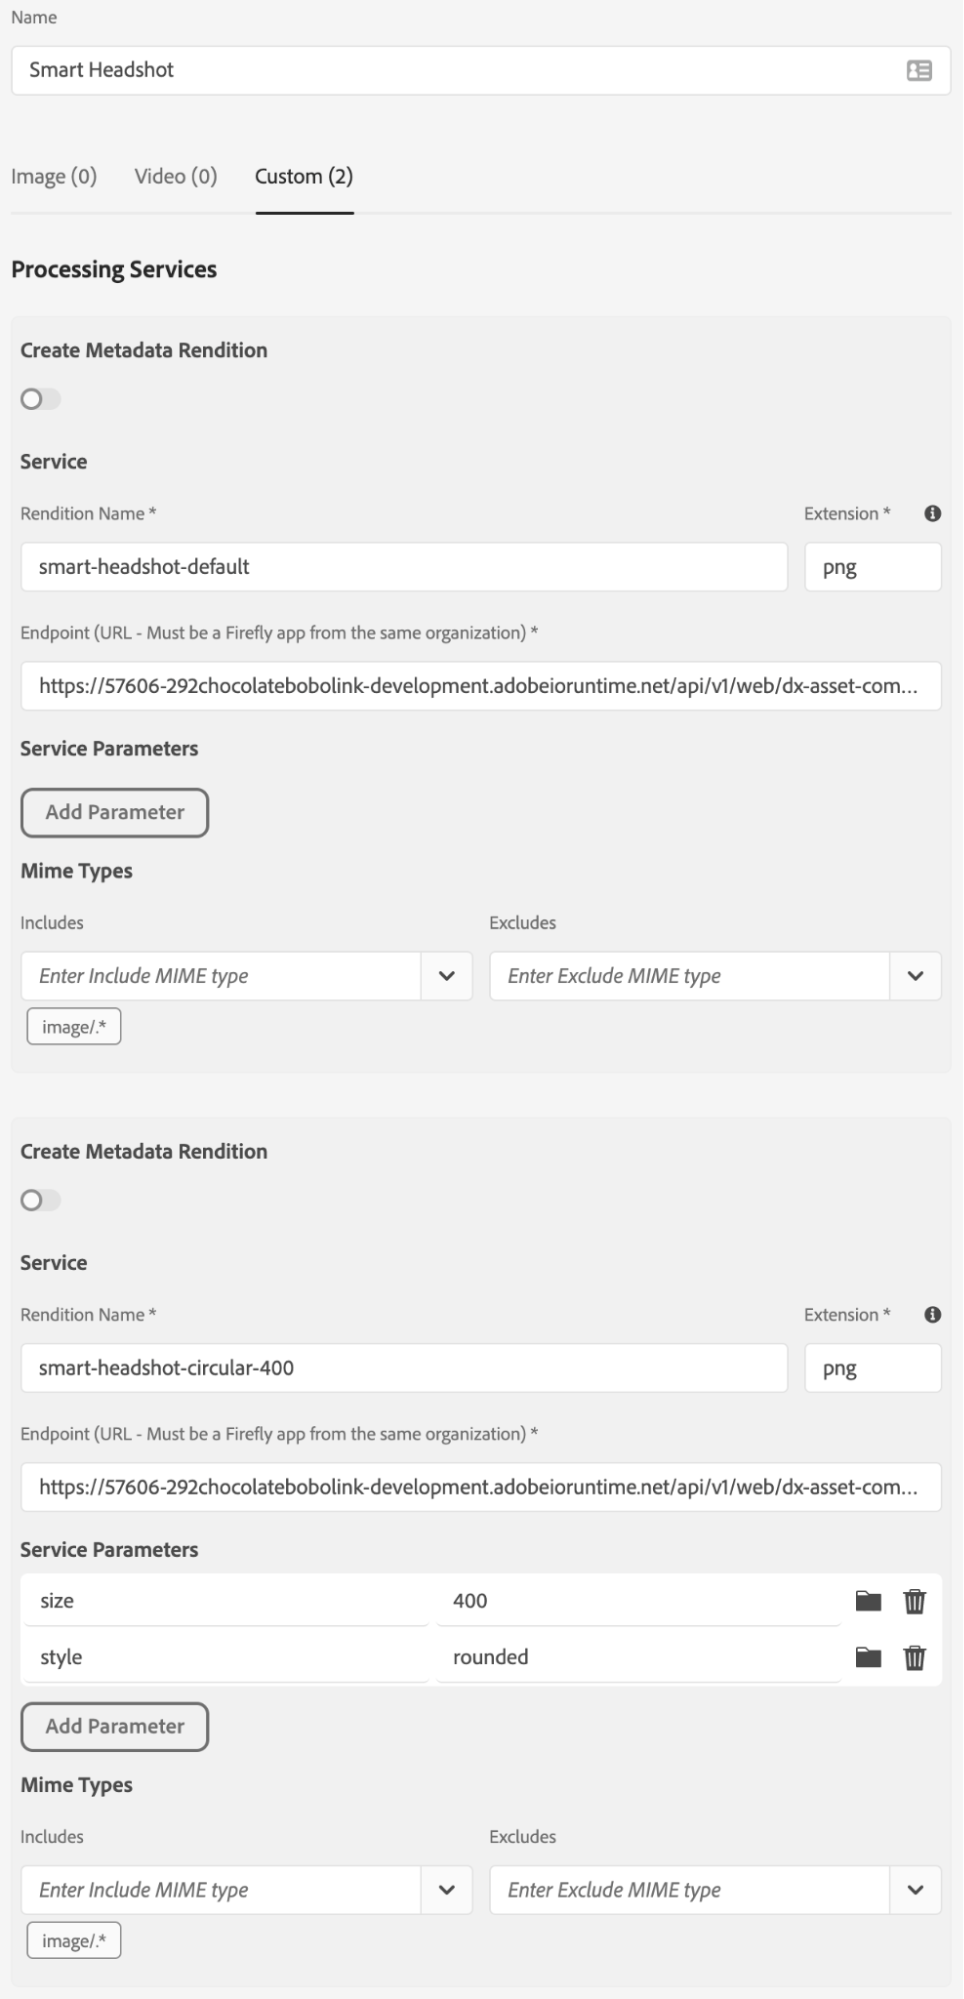 Name
Smart Headshot
Image (0) Video (0) Custom (2)
Processing Services
Create Metadata Rendition
Service
Rendition Name * Extension *
smart-headshot-default png
Endpoint (URL - Must be a Firefly app from the same organization) *
https://57606-292chocolatebobolink-development.adobeioruntime.net/api/v1/web/dx-asset-com...
Service Parameters
Add Parameter
Mime Types
Includes Excludes
Enter Include MIME type Enter Exclude MIME type
image/.*
Create Metadata Rendition
Service
Rendition Name * Extension *
smart-headshot-circular-400 png
Endpoint (URL - Must be a Firefly app from the same organization) *
https://57606-292chocolatebobolink-development.adobeioruntime.net/api/v1/web/dx-asset-com...
Service Parameters
size 400
style rounded
Add Parameter
Mime Types
Includes Excludes
Enter Include MIME type Enter Exclude MIME type
image/.*